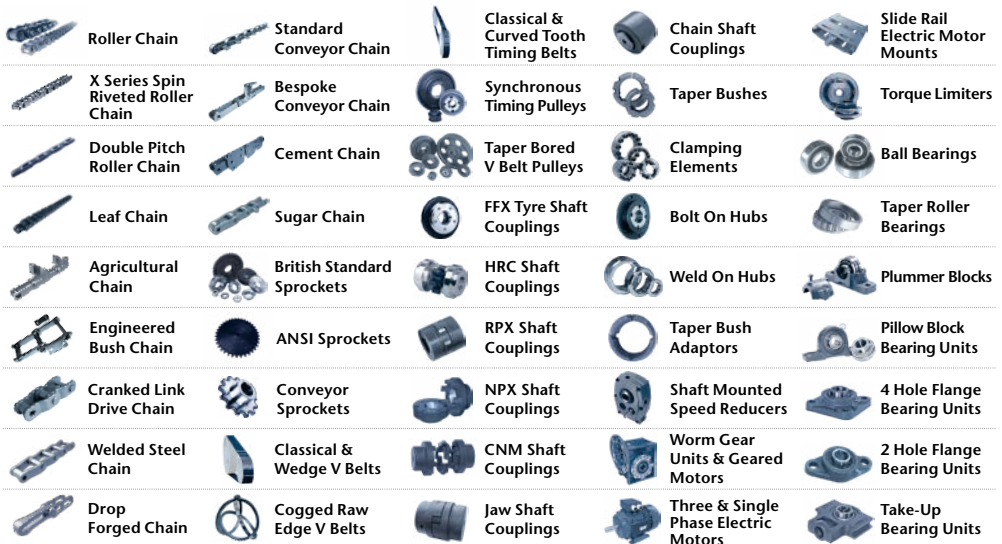 Roller Chain
Standard
Conveyor Chain
Classical &
Curved Tooth
Timing Belts
Chain Shaft
Couplings
Slide Rail
Electric Motor
Mounts
X Series Spin
Riveted Roller
Chain
Bespoke
Conveyor Chain
Synchronous
Timing Pulleys
Taper Bushes
Torque Limiters
Double Pitch
Roller Chain
Cement Chain
Taper Bored
V Belt Pulleys
Clamping
Elements
Ball Bearings
Leaf Chain
Sugar Chain
FFX Tyre Shaft
Couplings
Bolt On Hubs
Taper Roller
Bearings
Agricultural
Chain
British Standard
Sprockets
HRC Shaft
Couplings
Weld On Hubs
Plummer Blocks
Engineered
Bush Chain
ANSI Sprockets
RPX Shaft
Couplings
Taper Bush
Adaptors
Pillow Block
Bearing Units
Cranked Link
Drive Chain
Conveyor
Sprockets
NPX Shaft
Couplings
Shaft Mounted
Speed Reducers
4 Hole Flange
Bearing Units
Welded Steel
Chain
Classical &
Wedge V Belts
CNM Shaft
Couplings
Worm Gear
Units & Geared
Motors
2 Hole Flange
Bearing Units
Drop
Forged Chain
Cogged Raw
Edge V Belts
Jaw Shaft
Couplings
Three & Single
Phase Electric
Motors
Take-Up
Bearing Units